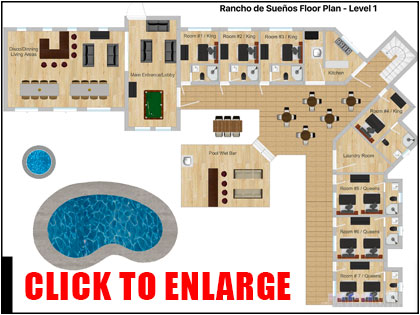 Rancho de Sueños Floor Plan - Level 1
Room #1 / King
Room #2 / King
Room #3 / King
Disco/Dining
Living Areas
Main Entrance/Lobby
Kitchen
Room #4 / King
Pool Wet Bar
Laundry Room
Room #5 / Queens
Room #6 / Queens
Room # 7 / Queens
CLICK TO ENLARGE